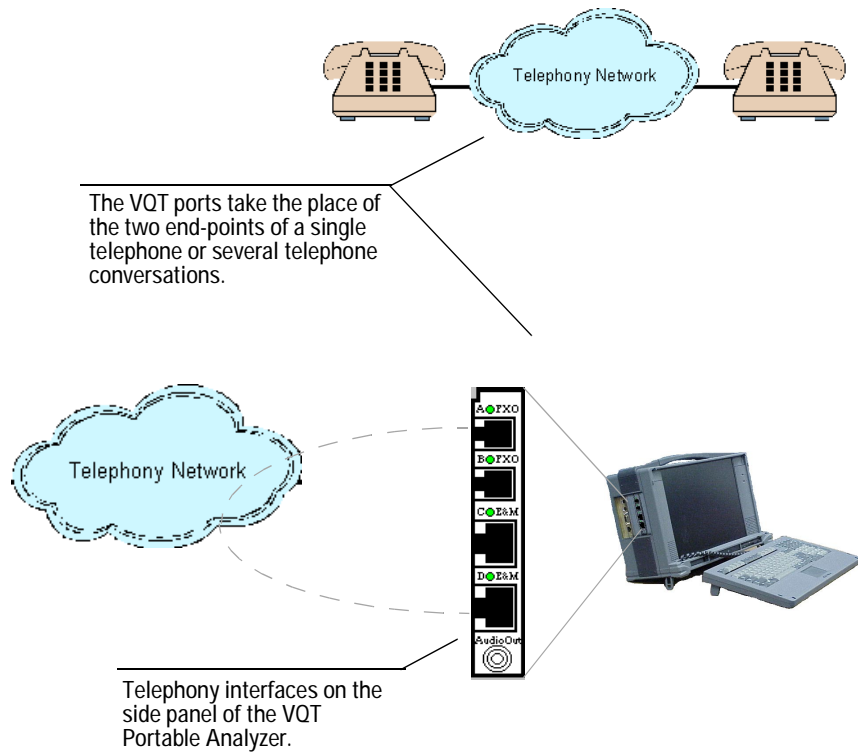 Telephony Network
The VQT ports take the place of
the two end-points of a single
telephone or several telephone
conversations.
Telephony Network
A FXO
B FXO
C E&M
D E&M
AudioOut
Telephony interfaces on the
side panel of the VQT
Portable Analyzer.